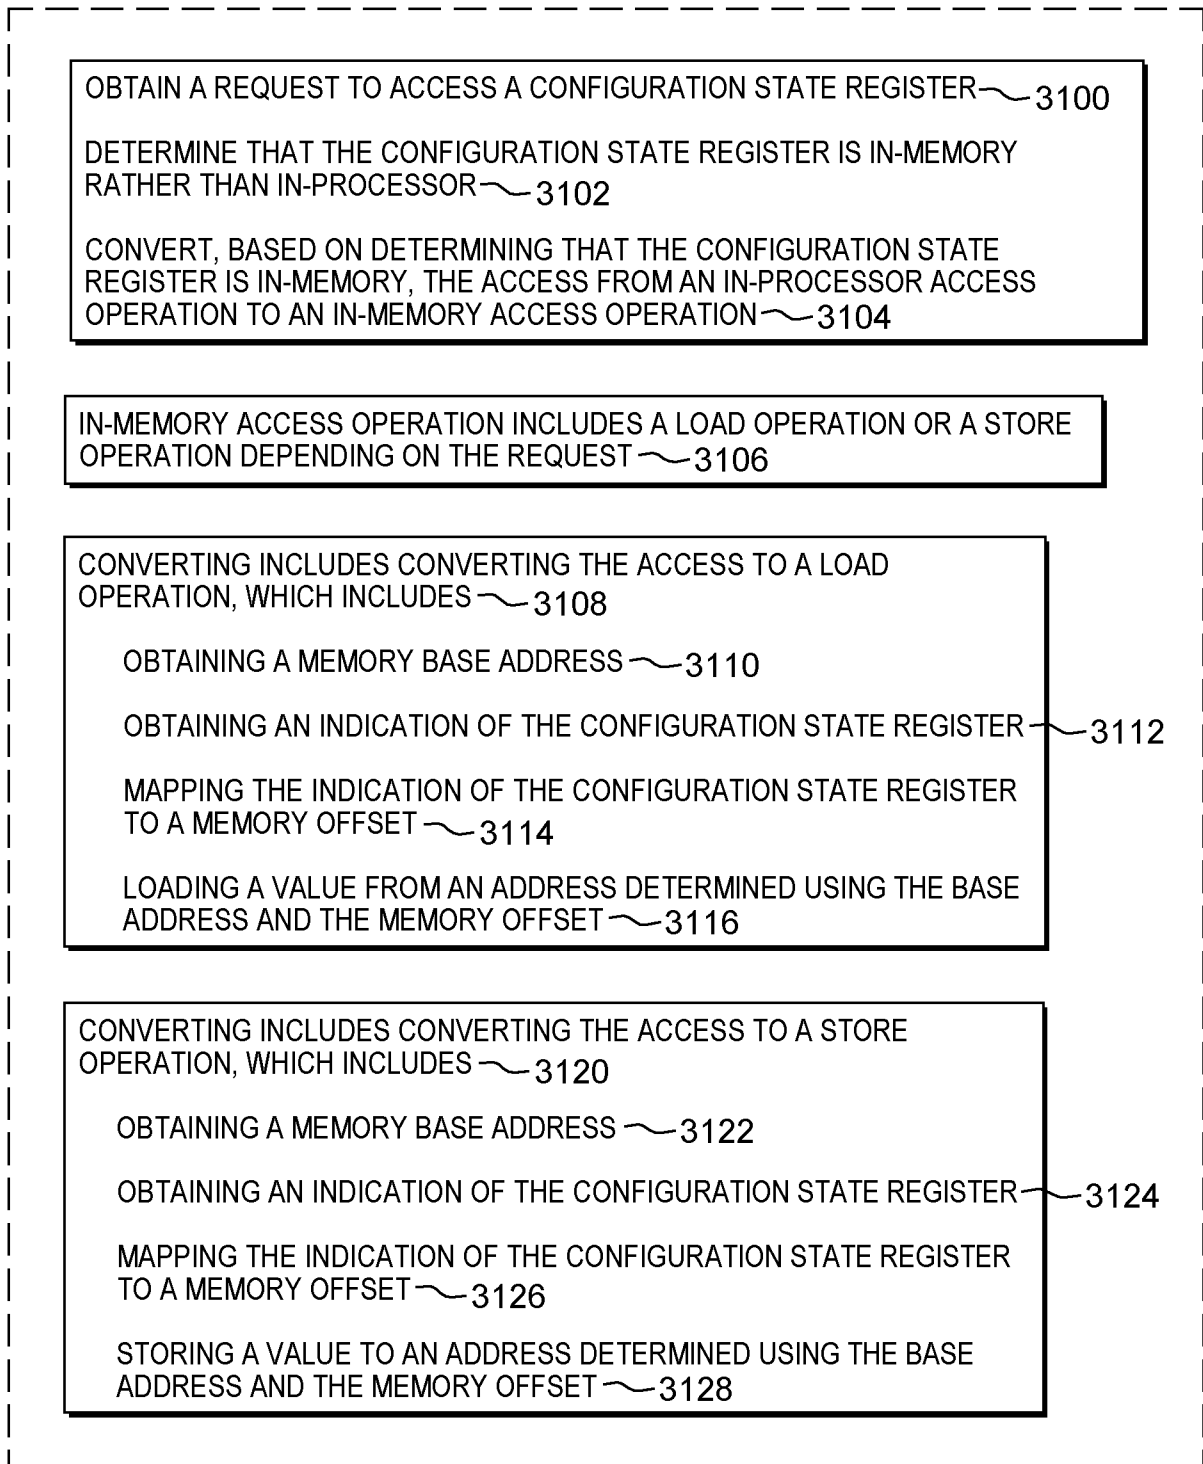 OBTAIN A REQUEST TO ACCESS A CONFIGURATION STATE REGISTER 3100
DETERMINE THAT THE CONFIGURATION STATE REGISTER IS IN-MEMORY
RATHER THAN IN-PROCESSOR 3102
CONVERT, BASED ON DETERMINING THAT THE CONFIGURATION STATE
REGISTER IS IN-MEMORY, THE ACCESS FROM AN IN-PROCESSOR ACCESS
OPERATION TO AN IN-MEMORY ACCESS OPERATION 3104
IN-MEMORY ACCESS OPERATION INCLUDES A LOAD OPERATION OR A STORE
OPERATION DEPENDING ON THE REQUEST 3106
CONVERTING INCLUDES CONVERTING THE ACCESS TO A LOAD
OPERATION, WHICH INCLUDES 3108
OBTAINING A MEMORY BASE ADDRESS 3110
OBTAINING AN INDICATION OF THE CONFIGURATION STATE REGISTER 3112
MAPPING THE INDICATION OF THE CONFIGURATION STATE REGISTER
TO A MEMORY OFFSET 3114
LOADING A VALUE FROM AN ADDRESS DETERMINED USING THE BASE
ADDRESS AND THE MEMORY OFFSET 3116
CONVERTING INCLUDES CONVERTING THE ACCESS TO A STORE
OPERATION, WHICH INCLUDES 3120
OBTAINING A MEMORY BASE ADDRESS 3122
OBTAINING AN INDICATION OF THE CONFIGURATION STATE REGISTER 3124
MAPPING THE INDICATION OF THE CONFIGURATION STATE REGISTER
TO A MEMORY OFFSET 3126
STORING A VALUE TO AN ADDRESS DETERMINED USING THE BASE
ADDRESS AND THE MEMORY OFFSET 3128